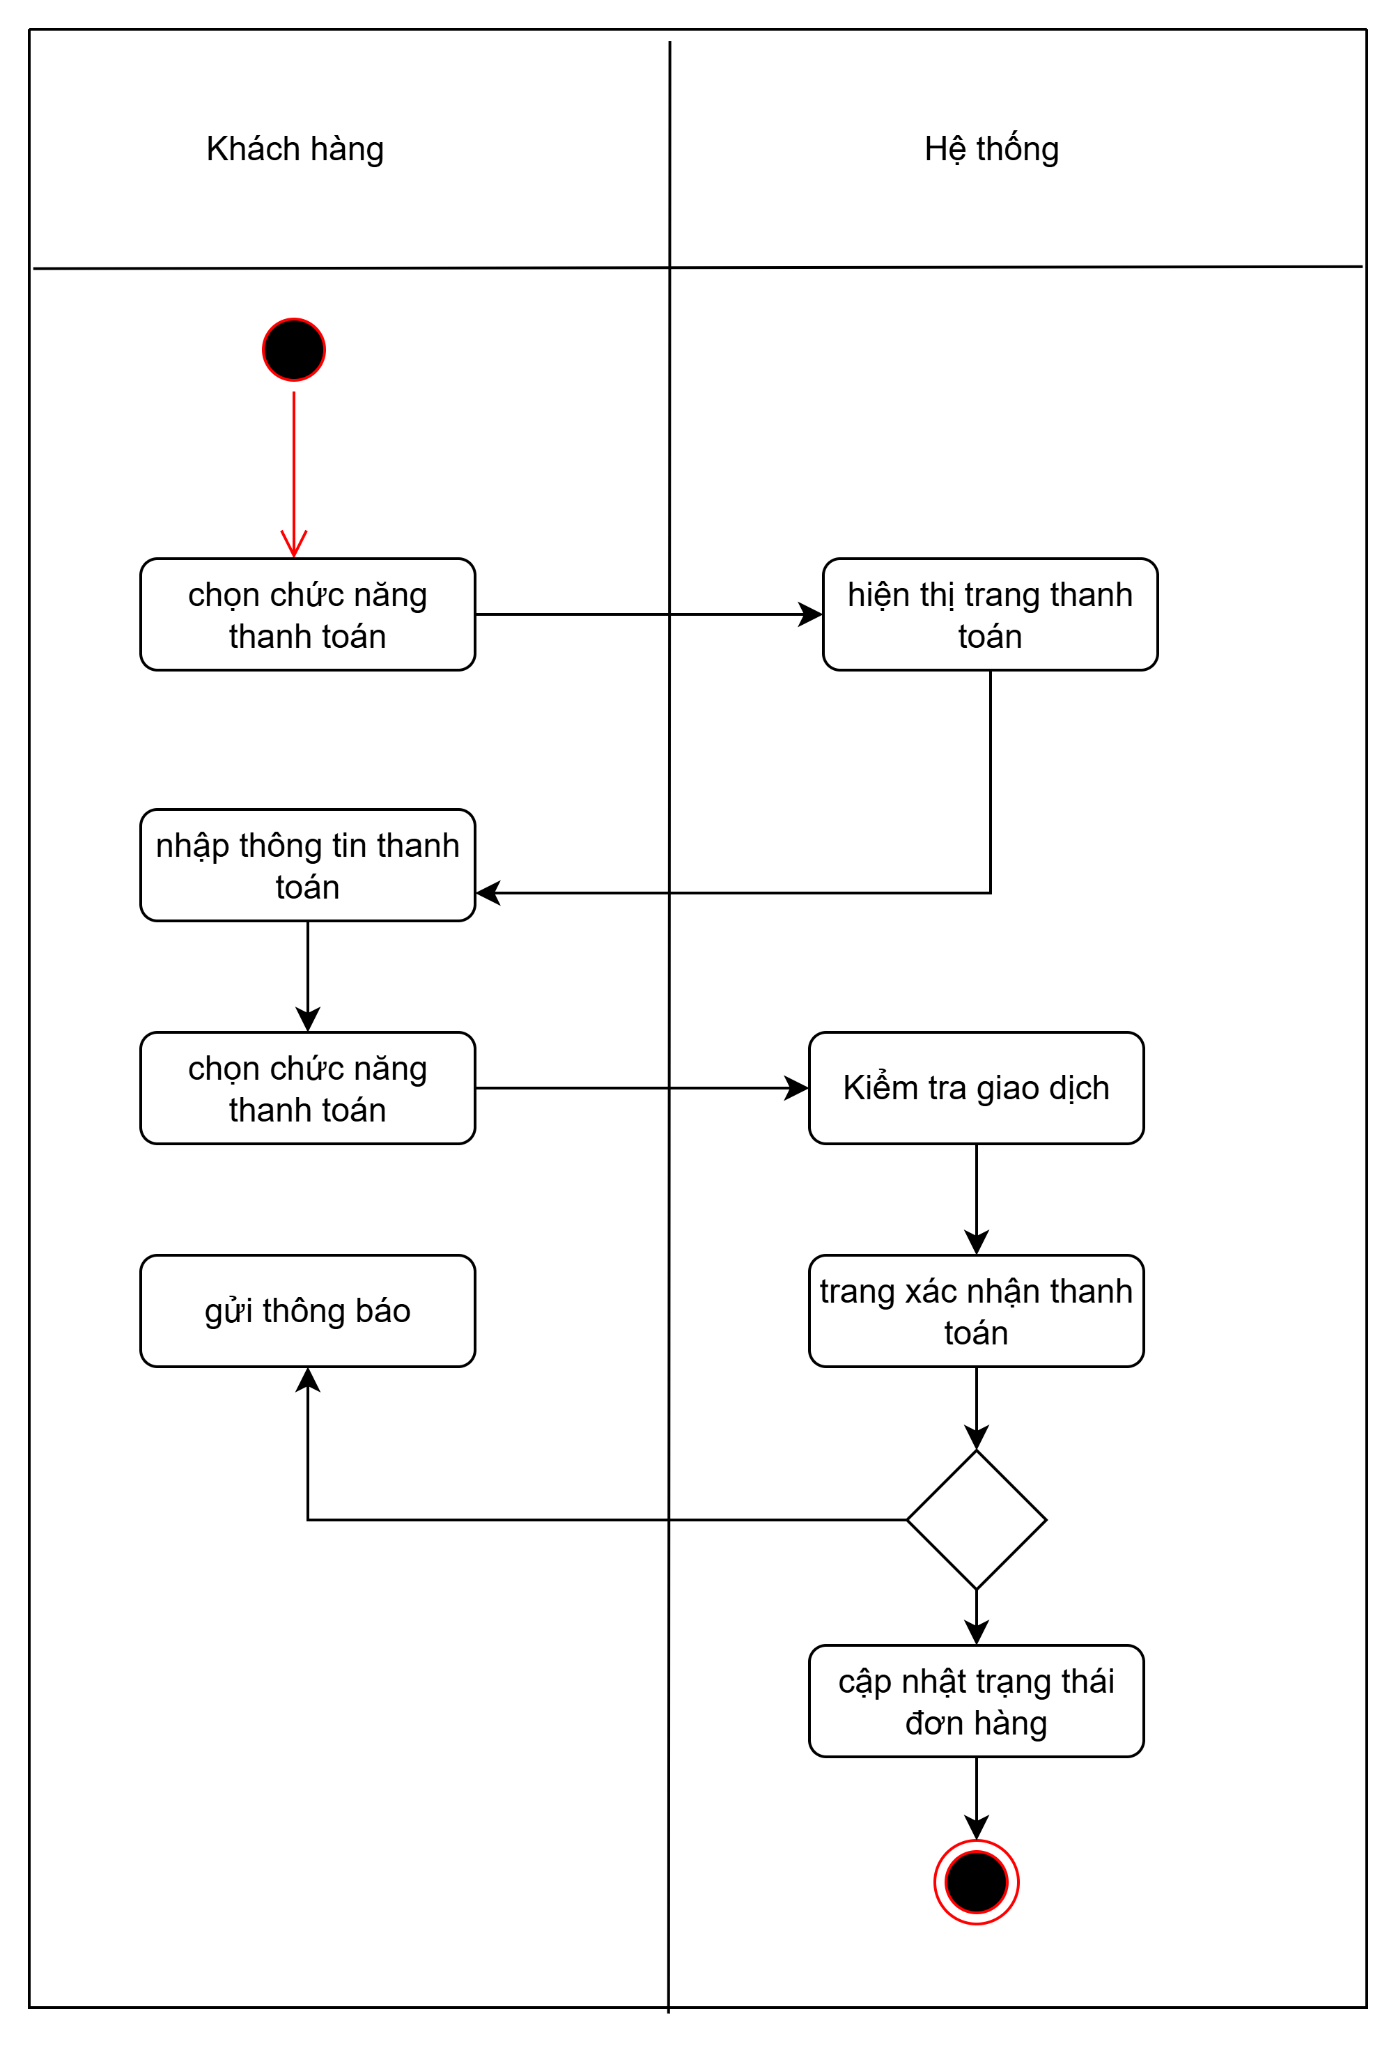 Khách hàng
Hệ thống
chọn chức năng
thanh toán
hiện thị trang thanh
toán
nhập thông tin thanh
toán
chọn chức năng
thanh toán
Kiểm tra giao dịch
gửi thông báo
trang xác nhận thanh
toán
cập nhật trạng thái
đơn hàng